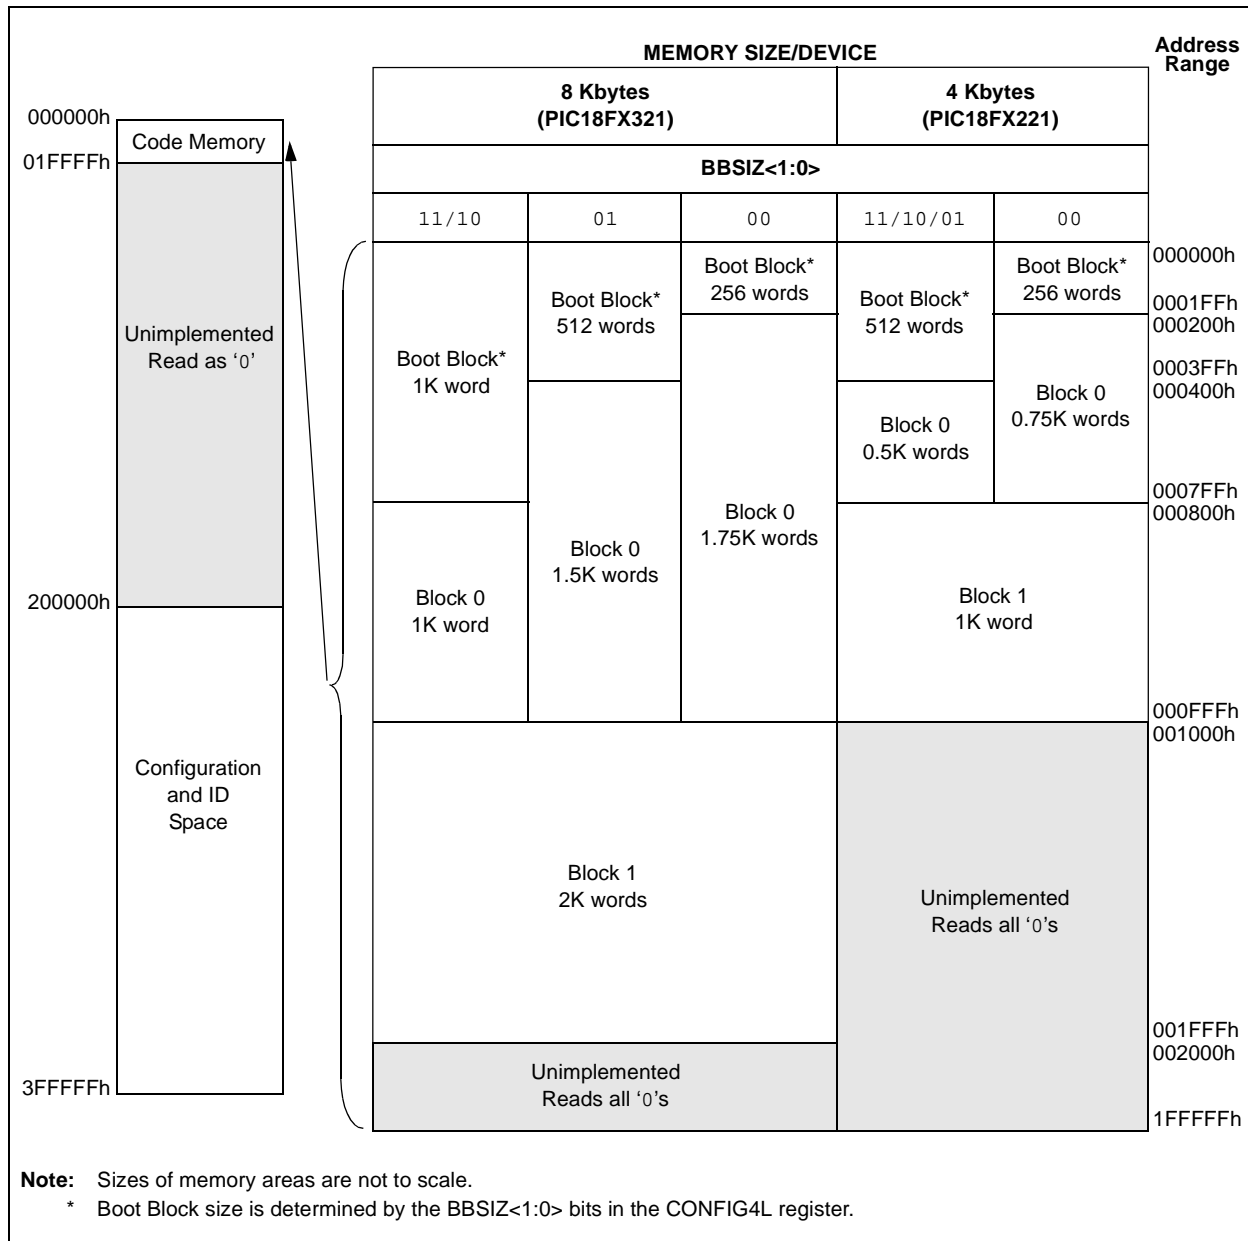 MEMORY SIZE/DEVICE
Address
Range
8 Kbytes
(PIC18FX321)
4 Kbytes
(PIC18FX221)
BBSIZ<1:0>
11/10
01
00
11/10/01
00
000000h
Code Memory
01FFFFh
Unimplemented
Read as ‘0’
200000h
Configuration
and ID
Space
3FFFFFh
Boot Block*
1K word
Block 0
1K word
Boot Block*
512 words
Block 0
1.5K words
Boot Block*
256 words
Block 0
1.75K words
Boot Block*
512 words
Block 0
0.5K words
Boot Block*
256 words
Block 0
0.75K words
Block 1
1K word
Block 1
2K words
Unimplemented
Reads all ‘0’s
Unimplemented
Reads all ‘0’s
000000h
0001FFh
000200h
0003FFh
000400h
0007FFh
000800h
000FFFh
001000h
001FFFh
002000h
1FFFFFh
Note: Sizes of memory areas are not to scale.
* Boot Block size is determined by the BBSIZ<1:0> bits in the CONFIG4L register.